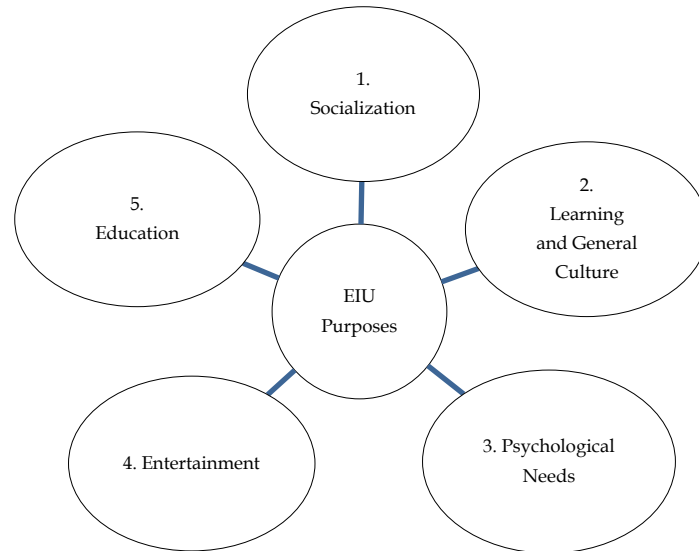 1.
Socialization
2.
Learning
and General
Culture
3. Psychological
Needs
4. Entertainment
5.
Education
EIU
Purposes